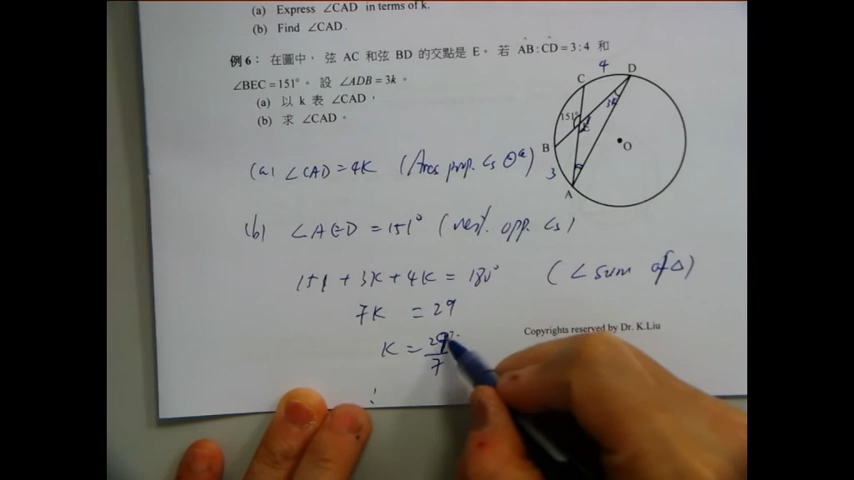 (a) Express ∠CAD in terms of k.
(b) Find ∠CAD.
例 6： 在圖中， 弦 AC 和弦 BD 的交點是 E。 若 AB : CD = 3 : 4 和
∠BEC = 151°。 設 ∠ADB = 3k。
(a) 以 k 表 ∠CAD，
(b) 求 ∠CAD。
4
D
C
3k
151°
E
B
O
3
A
(a) ∠CAD = 4K (Arcs prop. ∠s ⊙ce)
(b) ∠AED = 151° (vert. opp. ∠s)
151 + 3K + 4K = 180° (∠ sum of Δ)
7K = 29
K = 29°
7
Copyrights reserved by Dr. K.Liu